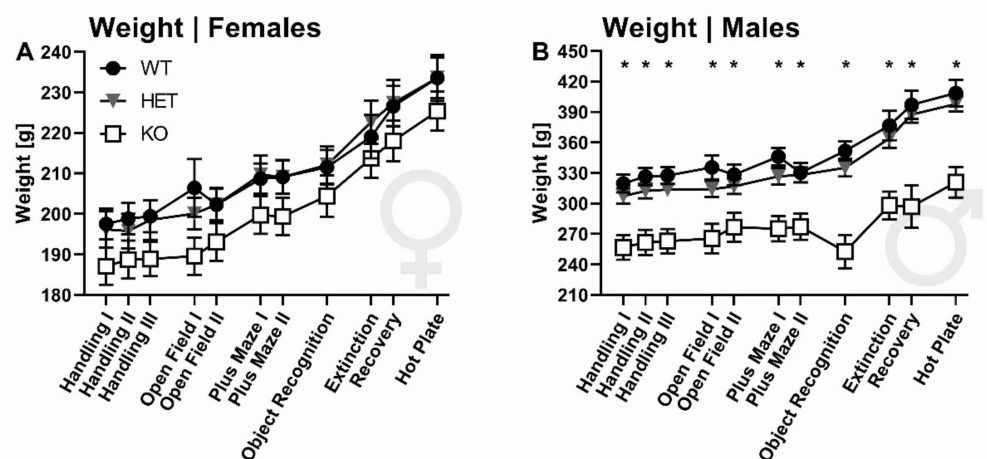 A
Weight | Females
Weight [g]
240
230
220
210
200
190
180
WT
HET
KO
Handling I
Handling II
Handling III
Open Field I
Open Field II
Plus Maze I
Plus Maze II
Object Recognition
Extinction
Recovery
Hot Plate
B
Weight | Males
Weight [g]
450
420
390
360
330
300
270
240
210
* * * * * * * * * * *
Handling I
Handling II
Handling III
Open Field I
Open Field II
Plus Maze I
Plus Maze II
Object Recognition
Extinction
Recovery
Hot Plate